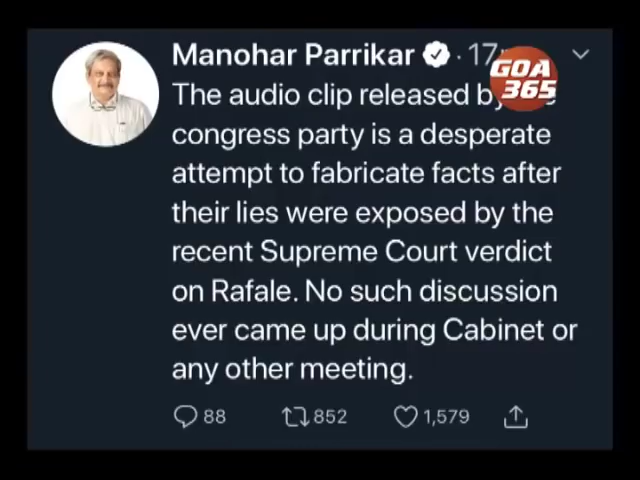 Manohar Parrikar · 17
GOA
365
The audio clip released by
congress party is a desperate
attempt to fabricate facts after
their lies were exposed by the
recent Supreme Court verdict
on Rafale. No such discussion
ever came up during Cabinet or
any other meeting.
88 852 1,579